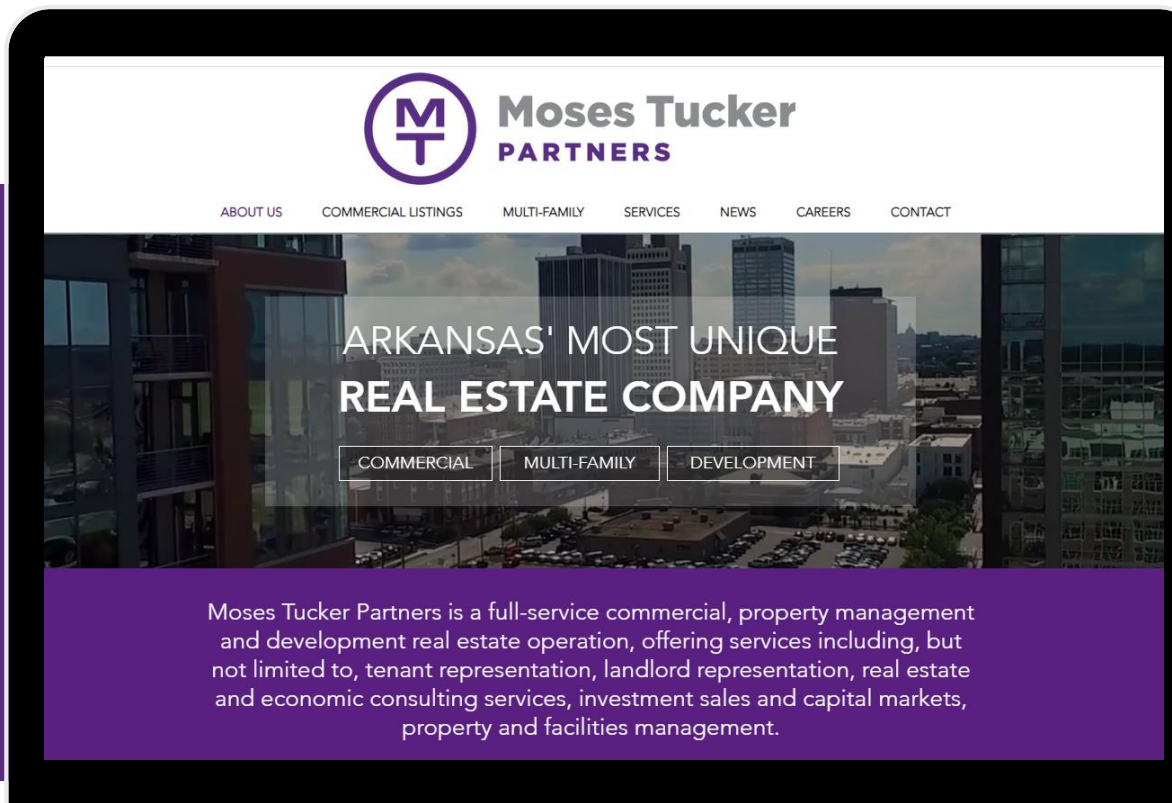 MT
Moses Tucker
PARTNERS
ABOUT US COMMERCIAL LISTINGS MULTI-FAMILY SERVICES NEWS CAREERS CONTACT
ARKANSAS' MOST UNIQUE
REAL ESTATE COMPANY
COMMERCIAL MULTI-FAMILY DEVELOPMENT
Moses Tucker Partners is a full-service commercial, property management
and development real estate operation, offering services including, but
not limited to, tenant representation, landlord representation, real estate
and economic consulting services, investment sales and capital markets,
property and facilities management.